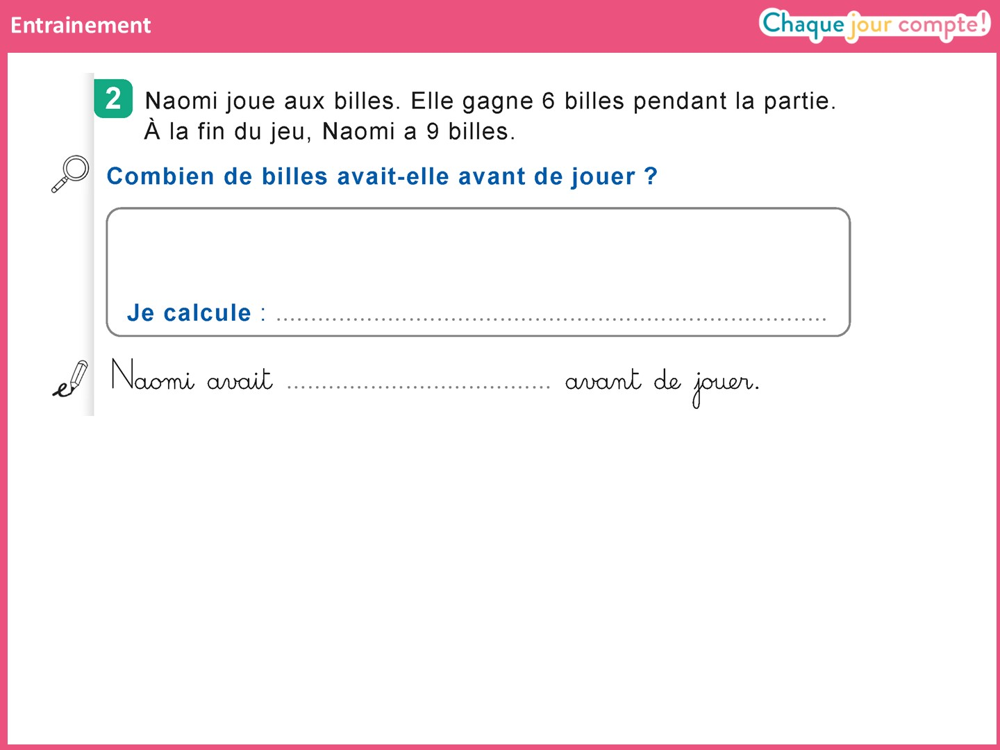 Entrainement
Chaque jour compte!
2 Naomi joue aux billes. Elle gagne 6 billes pendant la partie.
À la fin du jeu, Naomi a 9 billes.
Combien de billes avait-elle avant de jouer ?
Je calcule : ................................................................................
e
Naomi avait ...................................... avant de jouer.